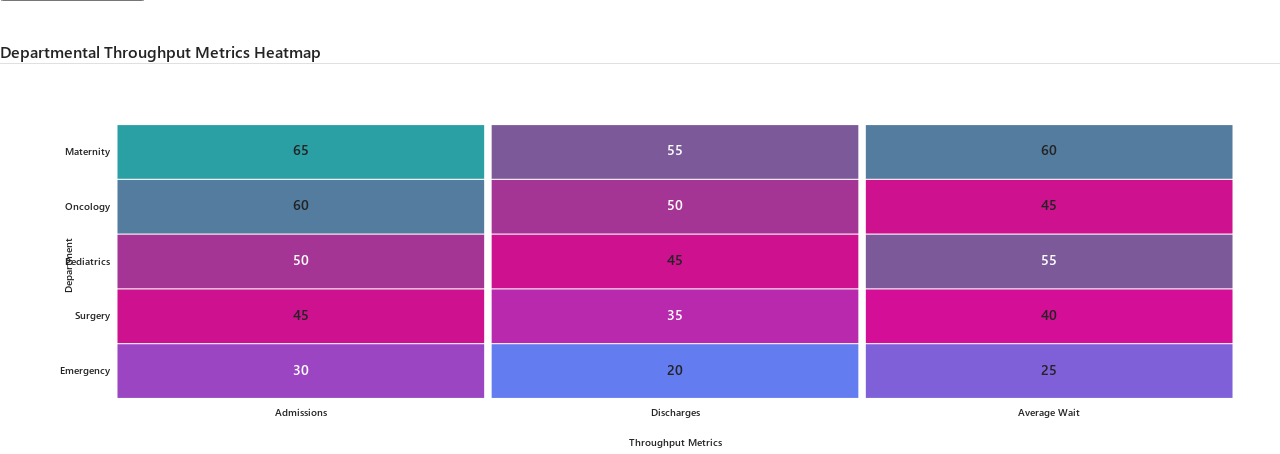 Departmental Throughput Metrics Heatmap
Maternity 65 55 60
Oncology 60 50 45
Department
Pediatrics 50 45 55
Surgery 45 35 40
Emergency 30 20 25
Admissions Discharges Average Wait
Throughput Metrics